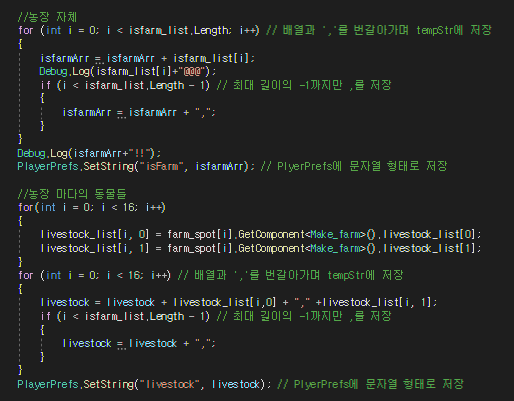 //농장 자체
for (int i = 0; i < isfarm_list.Length; i++) // 배열과 ','를 번갈아가며 tempStr에 저장
{
isfarmArr = isfarmArr + isfarm_list[i];
Debug.Log(isfarm_list[i]+"@@@");
if (i < isfarm_list.Length - 1) // 최대 길이의 -1까지만 ,를 저장
{
isfarmArr = isfarmArr + ",";
}
}
Debug.Log(isfarmArr+"!!");
PlayerPrefs.SetString("isFarm", isfarmArr); // PlyerPrefs에 문자열 형태로 저장
//농장 마다의 동물들
for(int i = 0; i < 16; i++)
{
livestock_list[i, 0] = farm_spot[i].GetComponent<Make_farm>().livestock_list[0];
livestock_list[i, 1] = farm_spot[i].GetComponent<Make_farm>().livestock_list[1];
}
for (int i = 0; i < 16; i++) // 배열과 ','를 번갈아가며 tempStr에 저장
{
livestock = livestock + livestock_list[i,0] + "," +livestock_list[i, 1];
if (i < isfarm_list.Length - 1) // 최대 길이의 -1까지만 ,를 저장
{
livestock = livestock + ",";
}
}
PlayerPrefs.SetString("livestock", livestock); // PlyerPrefs에 문자열 형태로 저장